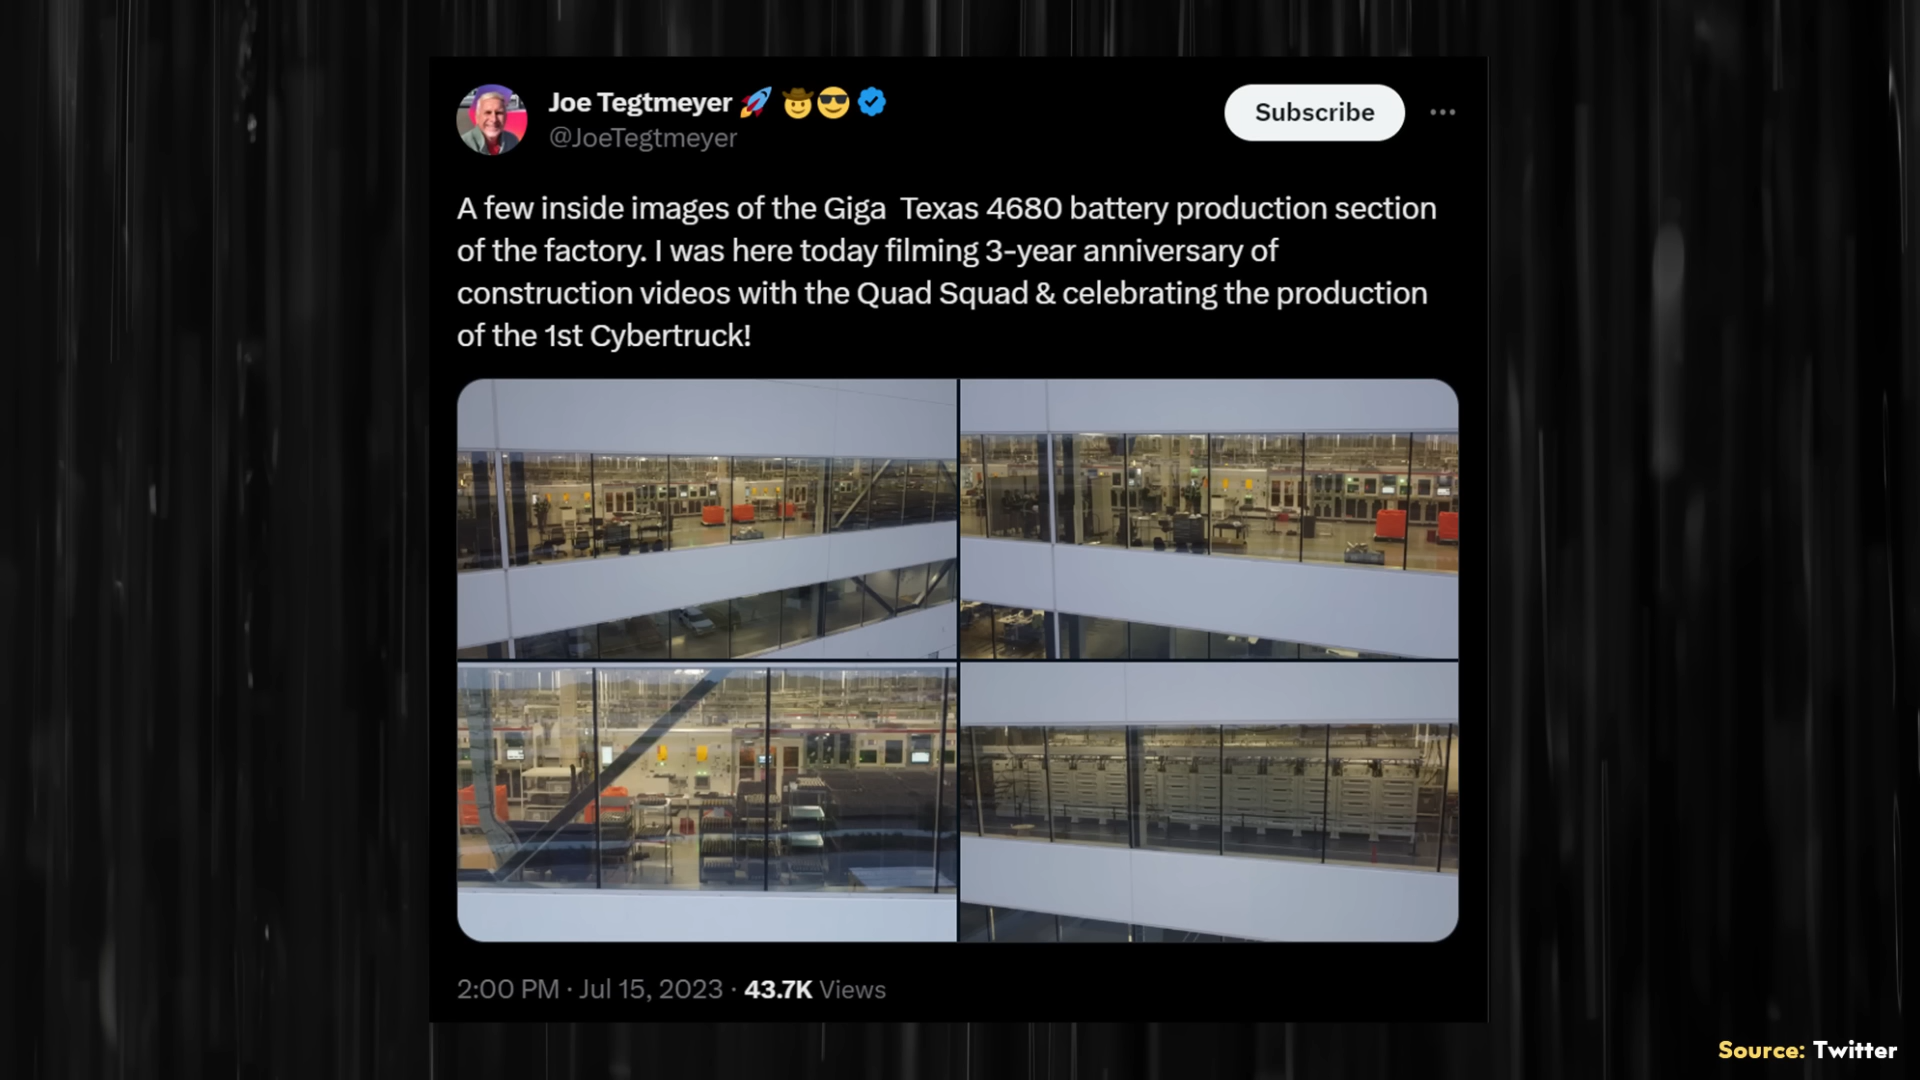 Joe Tegtmeyer 🚀 🤠😎
@JoeTegtmeyer
Subscribe
A few inside images of the Giga  Texas 4680 battery production section
of the factory. I was here today filming 3-year anniversary of
construction videos with the Quad Squad & celebrating the production
of the 1st Cybertruck!
2:00 PM · Jul 15, 2023 · 43.7K Views
Source: Twitter